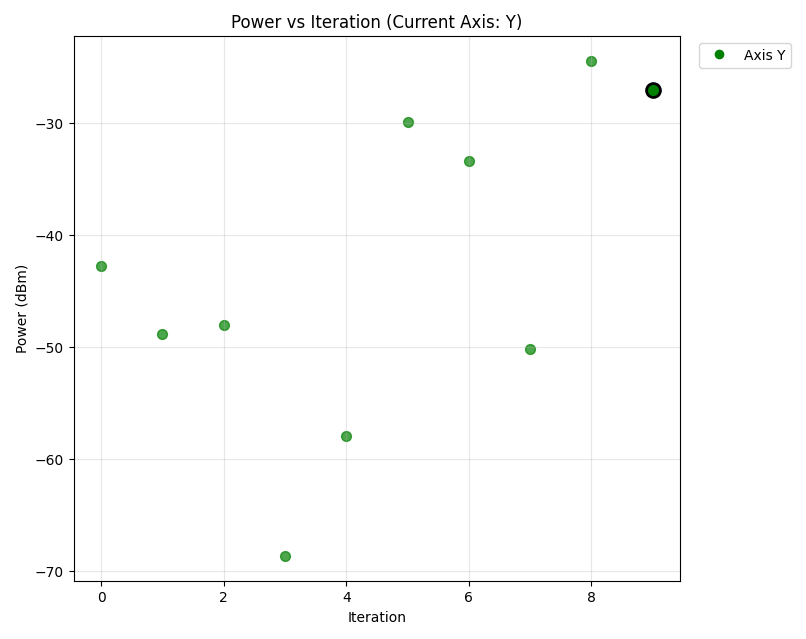 Power vs Iteration (Current Axis: Y)
Axis Y
Power (dBm)
−30
−40
−50
−60
−70
0 2 4 6 8
Iteration